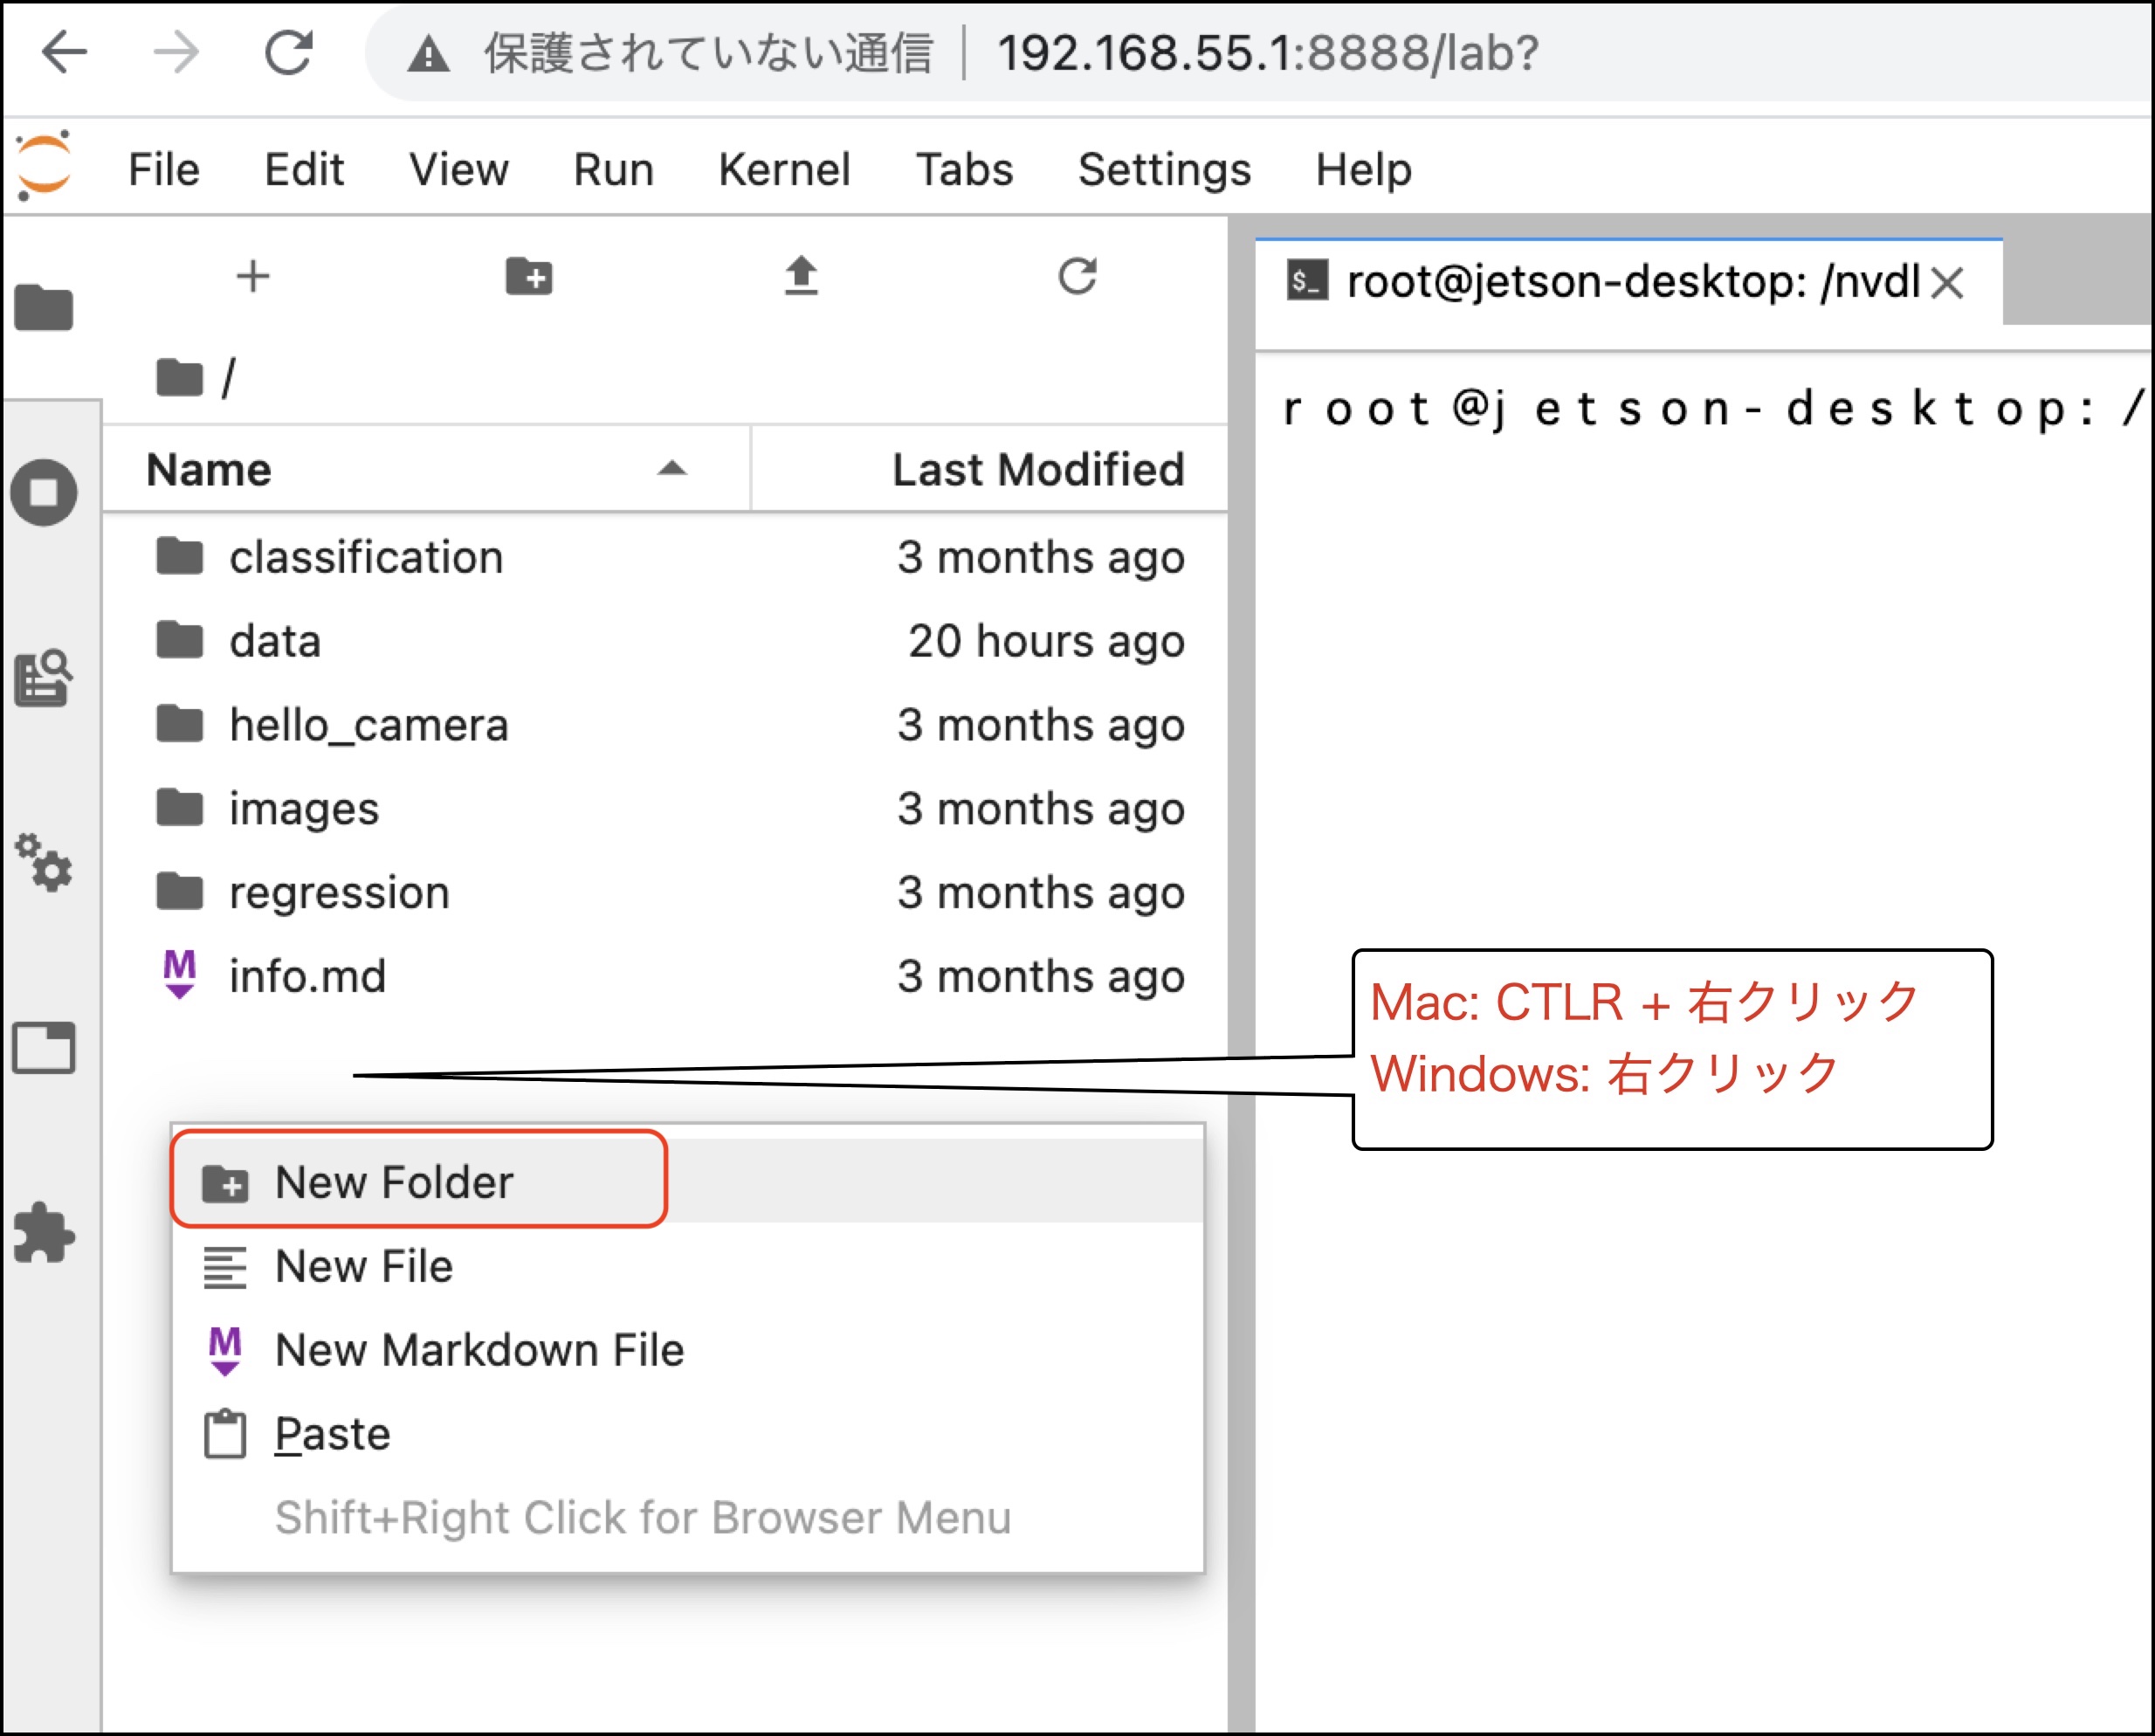 保護されていない通信 192.168.55.1:8888/lab?
File Edit View Run Kernel Tabs Settings Help
$_ root@jetson-desktop: /nvdl
/
root@jetson-desktop:/
Name Last Modified
classification 3 months ago
data 20 hours ago
hello_camera 3 months ago
images 3 months ago
regression 3 months ago
M info.md 3 months ago
Mac: CTLR + 右クリック
Windows: 右クリック
New Folder
New File
M New Markdown File
Paste
Shift+Right Click for Browser Menu